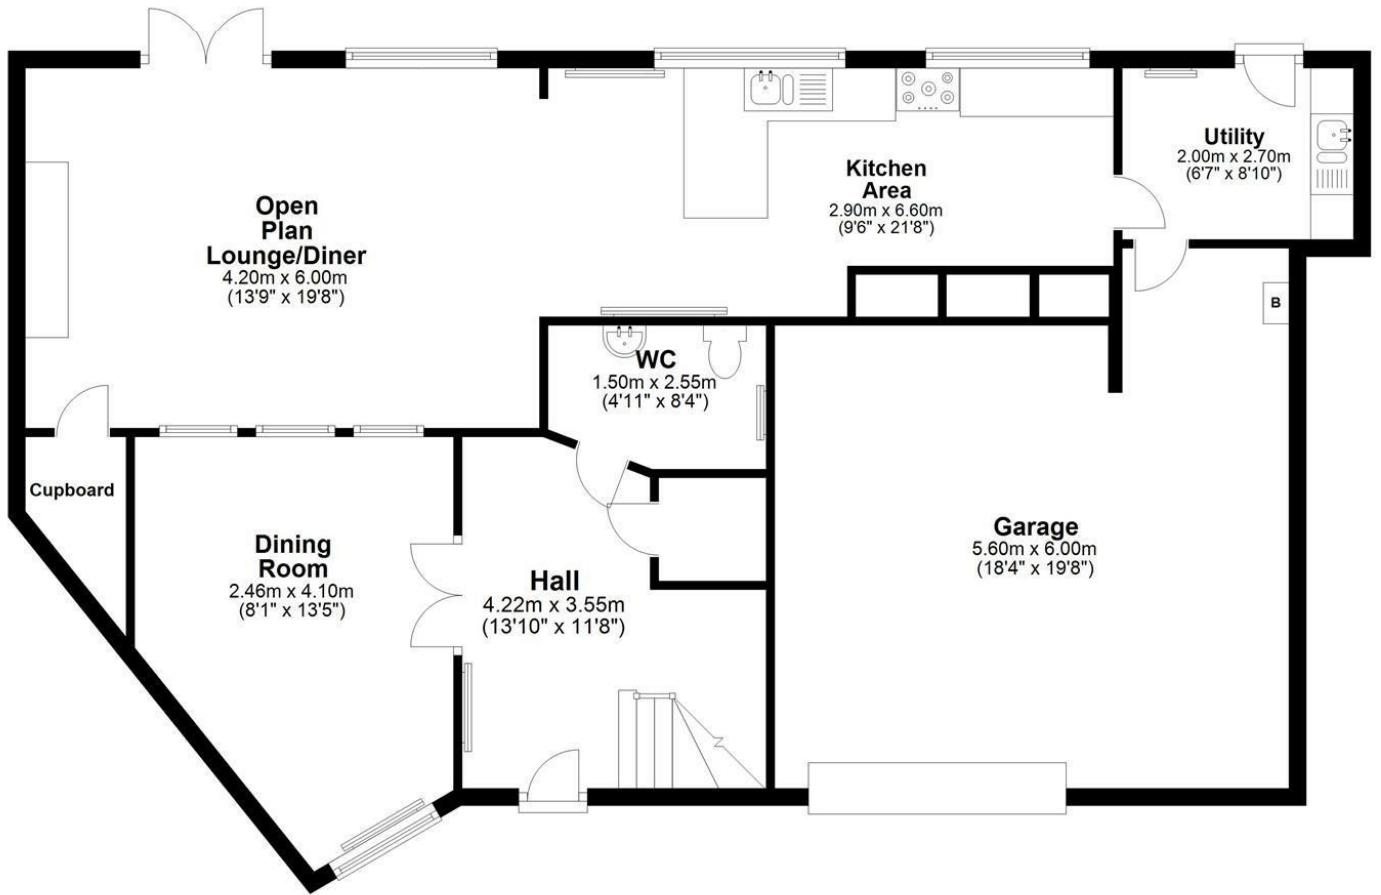 Open
Plan
Lounge/Diner
4.20m x 6.00m
(13'9" x 19'8")
Kitchen
Area
2.90m x 6.60m
(9'6" x 21'8")
Utility
2.00m x 2.70m
(6'7" x 8'10")
B
WC
1.50m x 2.55m
(4'11" x 8'4")
Cupboard
Dining
Room
2.46m x 4.10m
(8'1" x 13'5")
Hall
4.22m x 3.55m
(13'10" x 11'8")
Garage
5.60m x 6.00m
(18'4" x 19'8")